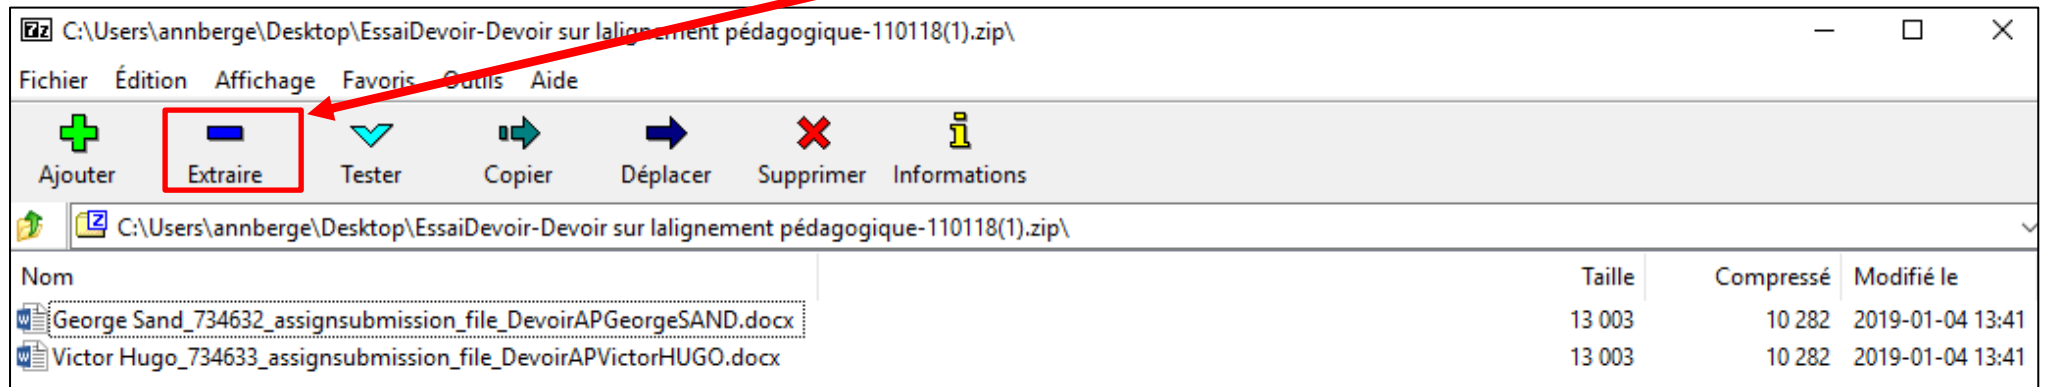 C:\Users\annberge\Desktop\EssaiDevoir-Devoir sur lalignement pédagogique-110118(1).zip\
Fichier Édition Affichage Favoris Outils Aide
Ajouter Extraire Tester Copier Déplacer Supprimer Informations
C:\Users\annberge\Desktop\EssaiDevoir-Devoir sur lalignement pédagogique-110118(1).zip\
Nom Taille Compressé Modifié le
George Sand_734632_assignsubmission_file_DevoirAPGeorgeSAND.docx 13 003 10 282 2019-01-04 13:41
Victor Hugo_734633_assignsubmission_file_DevoirAPVictorHUGO.docx 13 003 10 282 2019-01-04 13:41